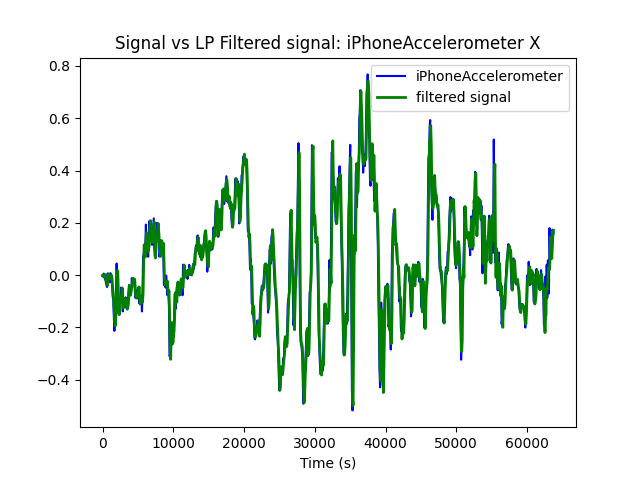 Signal vs LP Filtered signal: iPhoneAccelerometer X
iPhoneAccelerometer
filtered signal
0.8
0.6
0.4
0.2
0.0
−0.2
−0.4
0 10000 20000 30000 40000 50000 60000
Time (s)